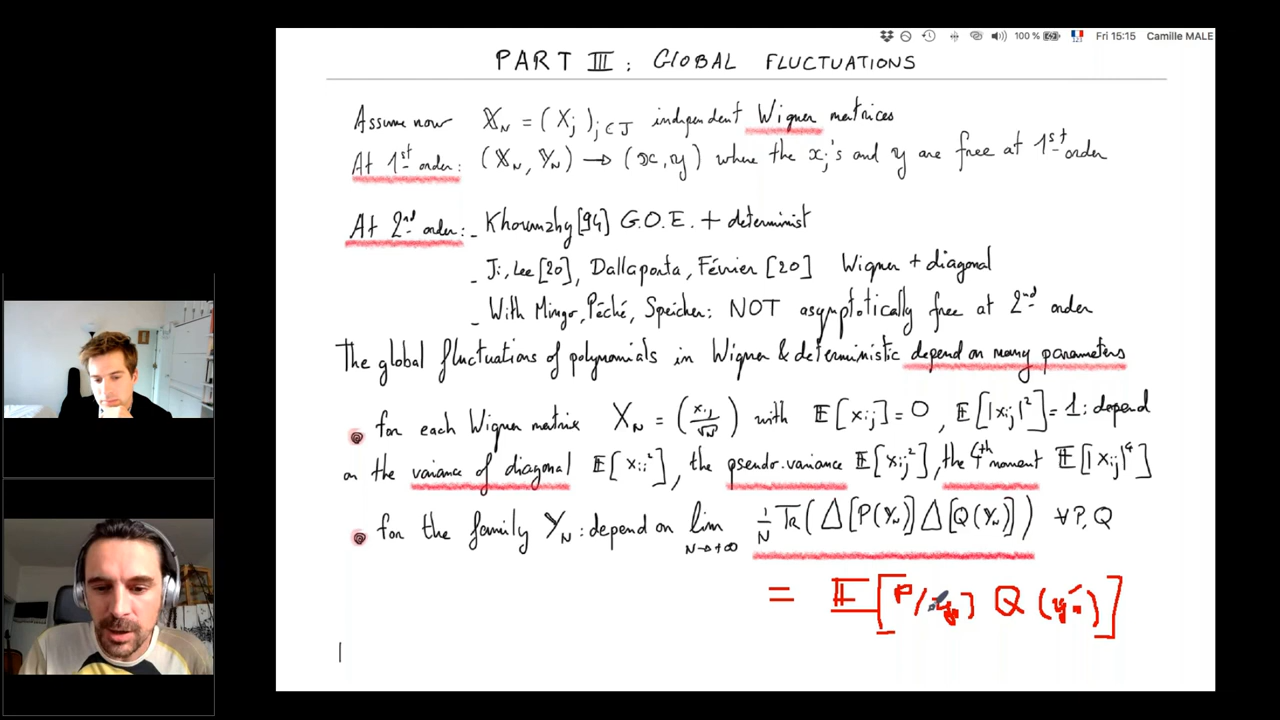 100 % Fri 15:15 Camille MALE
PART III : GLOBAL FLUCTUATIONS
Assume now 𝕏_N = (X_j)_{j∈J} independent Wigner matrices
At 1st order: (𝕏_N, 𝕐_N) → (x, y) where the x_j's and y are free at 1st order
At 2nd order: - Khorunzhy [94] G.O.E. + determinist
- Ji, Lee [20], Dallaporta, Février [20] Wigner + diagonal
- With Mingo, Péché, Speicher: NOT asymptotically free at 2nd order
The global fluctuations of polynomials in Wigner & deterministic depend on many parameters
for each Wigner matrix X_N = (x_ij/√N) with 𝔼[x_ij] = 0, 𝔼[|x_ij|²] = 1: depend
on the variance of diagonal 𝔼[x_ii²], the pseudo-variance 𝔼[x_ij²], the 4th moment 𝔼[|x_ij|⁴]
for the family Y_N: depend on lim_{N→+∞} 1/N Tr(Δ[P(Y_N)]Δ[Q(Y_N)]) ∀P, Q
= 𝔼[P Q]